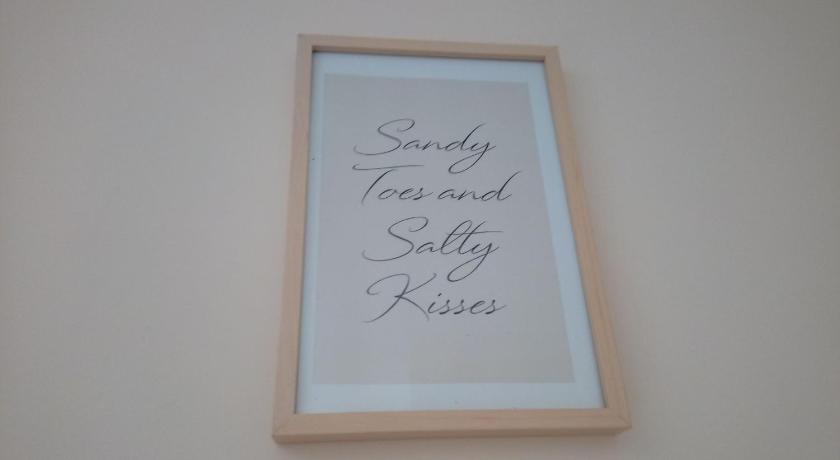 Sandy
Toes and
Salty
Kisses